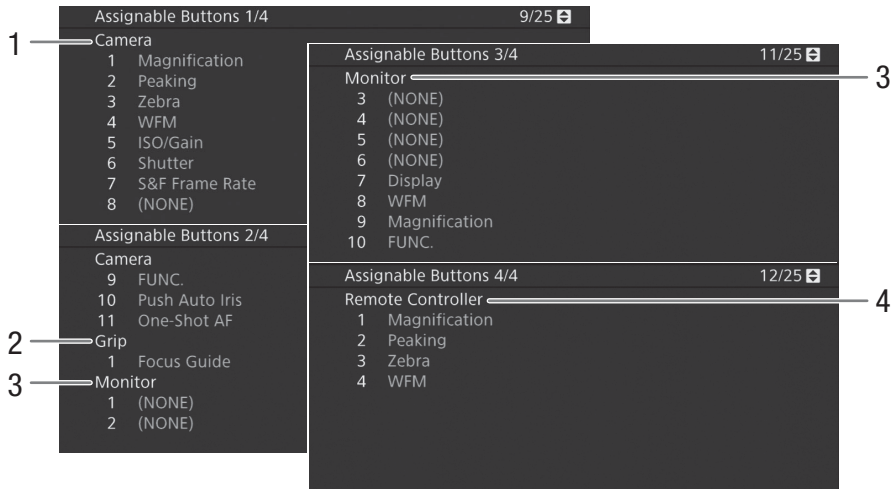 Assignable Buttons 1/4 9/25
1 Camera
1 Magnification
2 Peaking
3 Zebra
4 WFM
5 ISO/Gain
6 Shutter
7 S&F Frame Rate
8 (NONE)
Assignable Buttons 2/4
Camera
9 FUNC.
10 Push Auto Iris
11 One-Shot AF
2 Grip
1 Focus Guide
3 Monitor
1 (NONE)
2 (NONE)
Assignable Buttons 3/4 11/25
Monitor 3
3 (NONE)
4 (NONE)
5 (NONE)
6 (NONE)
7 Display
8 WFM
9 Magnification
10 FUNC.
Assignable Buttons 4/4 12/25
Remote Controller 4
1 Magnification
2 Peaking
3 Zebra
4 WFM